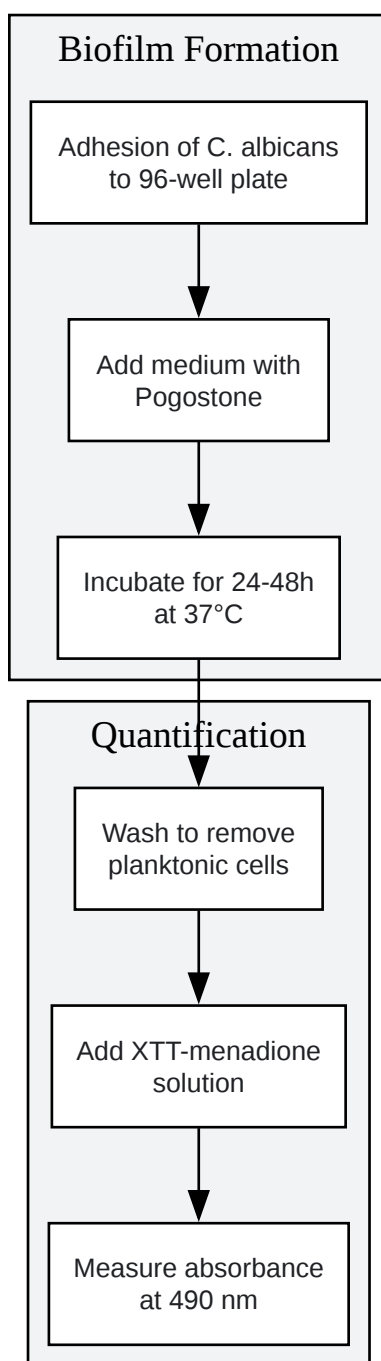 Biofilm Formation
Adhesion of C. albicans
to 96-well plate
Add medium with
Pogostone
Incubate for 24-48h
at 37°C
Quantification
Wash to remove
planktonic cells
Add XTT-menadione
solution
Measure absorbance
at 490 nm